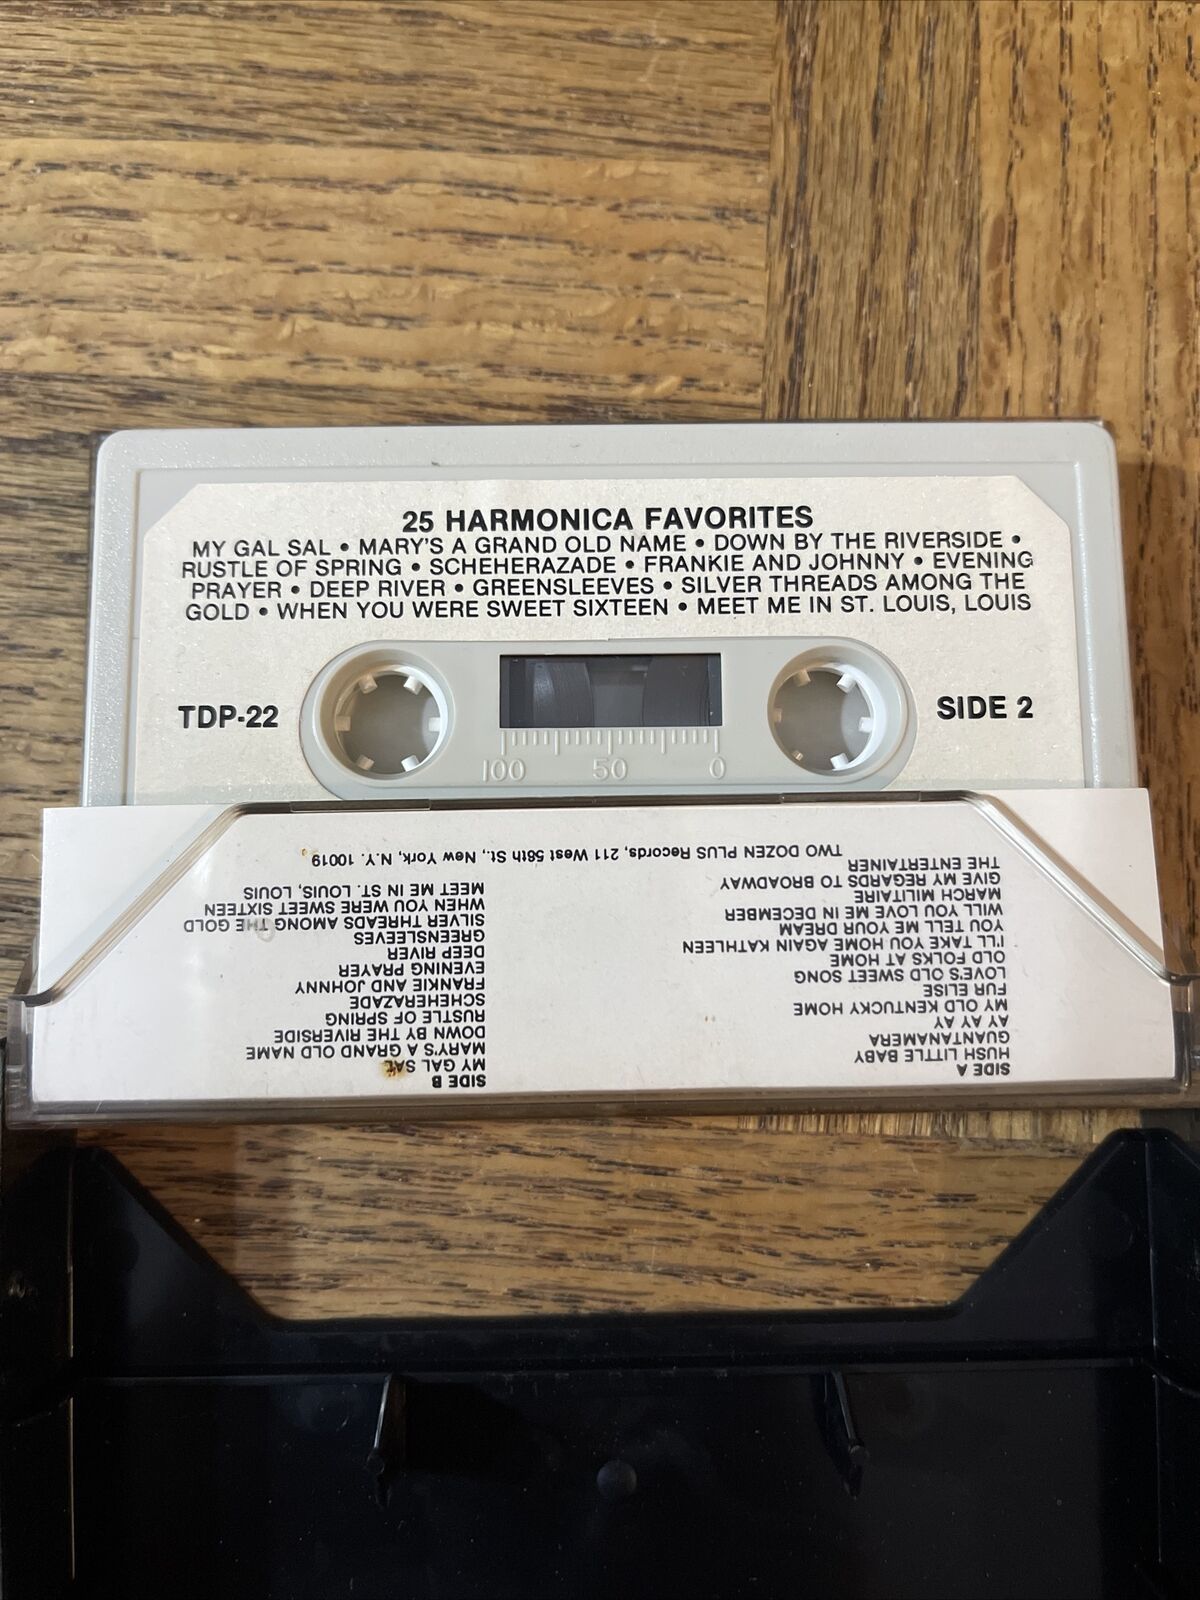 25 HARMONICA FAVORITES
MY GAL SAL • MARY'S A GRAND OLD NAME • DOWN BY THE RIVERSIDE •
RUSTLE OF SPRING • SCHEHERAZADE • FRANKIE AND JOHNNY • EVENING
PRAYER • DEEP RIVER • GREENSLEEVES • SILVER THREADS AMONG THE
GOLD • WHEN YOU WERE SWEET SIXTEEN • MEET ME IN ST. LOUIS, LOUIS
TDP-22
SIDE 2
100 50 0
SIDE A
HUSH LITTLE BABY
GUANTANAMERA
AY AY AY
MY OLD KENTUCKY HOME
FUR ELISE
LOVE'S OLD SWEET SONG
OLD FOLKS AT HOME
I'LL TAKE YOU HOME AGAIN KATHLEEN
YOU TELL ME YOUR DREAM
WILL YOU LOVE ME IN DECEMBER
MARCH MILITAIRE
GIVE MY REGARDS TO BROADWAY
THE ENTERTAINER
SIDE B
MY GAL SAL
MARY'S A GRAND OLD NAME
DOWN BY THE RIVERSIDE
RUSTLE OF SPRING
SCHEHERAZADE
FRANKIE AND JOHNNY
EVENING PRAYER
DEEP RIVER
GREENSLEEVES
SILVER THREADS AMONG THE GOLD
WHEN YOU WERE SWEET SIXTEEN
MEET ME IN ST. LOUIS, LOUIS
TWO DOZEN PLUS Records, 211 West 56th St., New York, N.Y. 10019